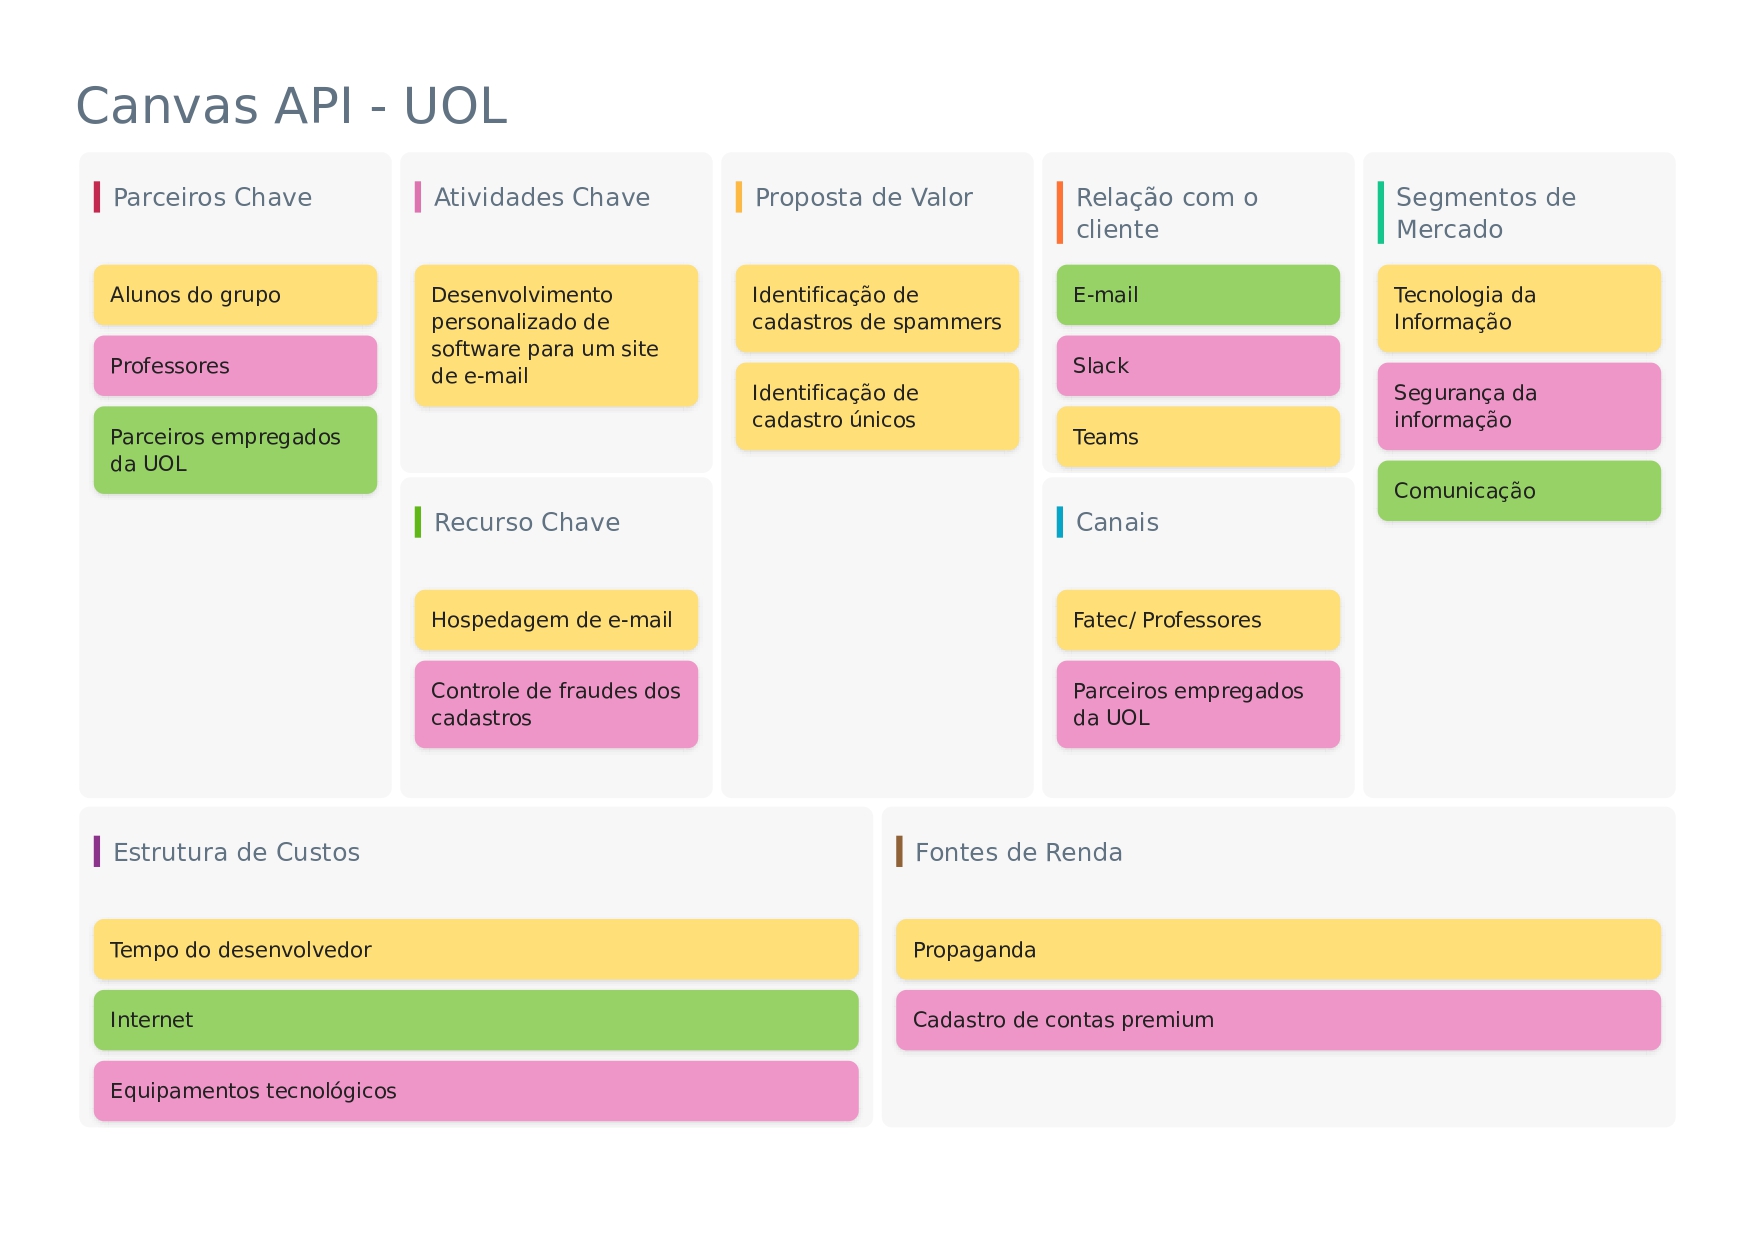 Canvas API - UOL
Parceiros Chave
Alunos do grupo
Professores
Parceiros empregados
da UOL
Atividades Chave
Desenvolvimento
personalizado de
software para um site
de e-mail
Recurso Chave
Hospedagem de e-mail
Controle de fraudes dos
cadastros
Proposta de Valor
Identificação de
cadastros de spammers
Identificação de
cadastro únicos
Relação com o
cliente
E-mail
Slack
Teams
Canais
Fatec/ Professores
Parceiros empregados
da UOL
Segmentos de
Mercado
Tecnologia da
Informação
Segurança da
informação
Comunicação
Estrutura de Custos
Tempo do desenvolvedor
Internet
Equipamentos tecnológicos
Fontes de Renda
Propaganda
Cadastro de contas premium